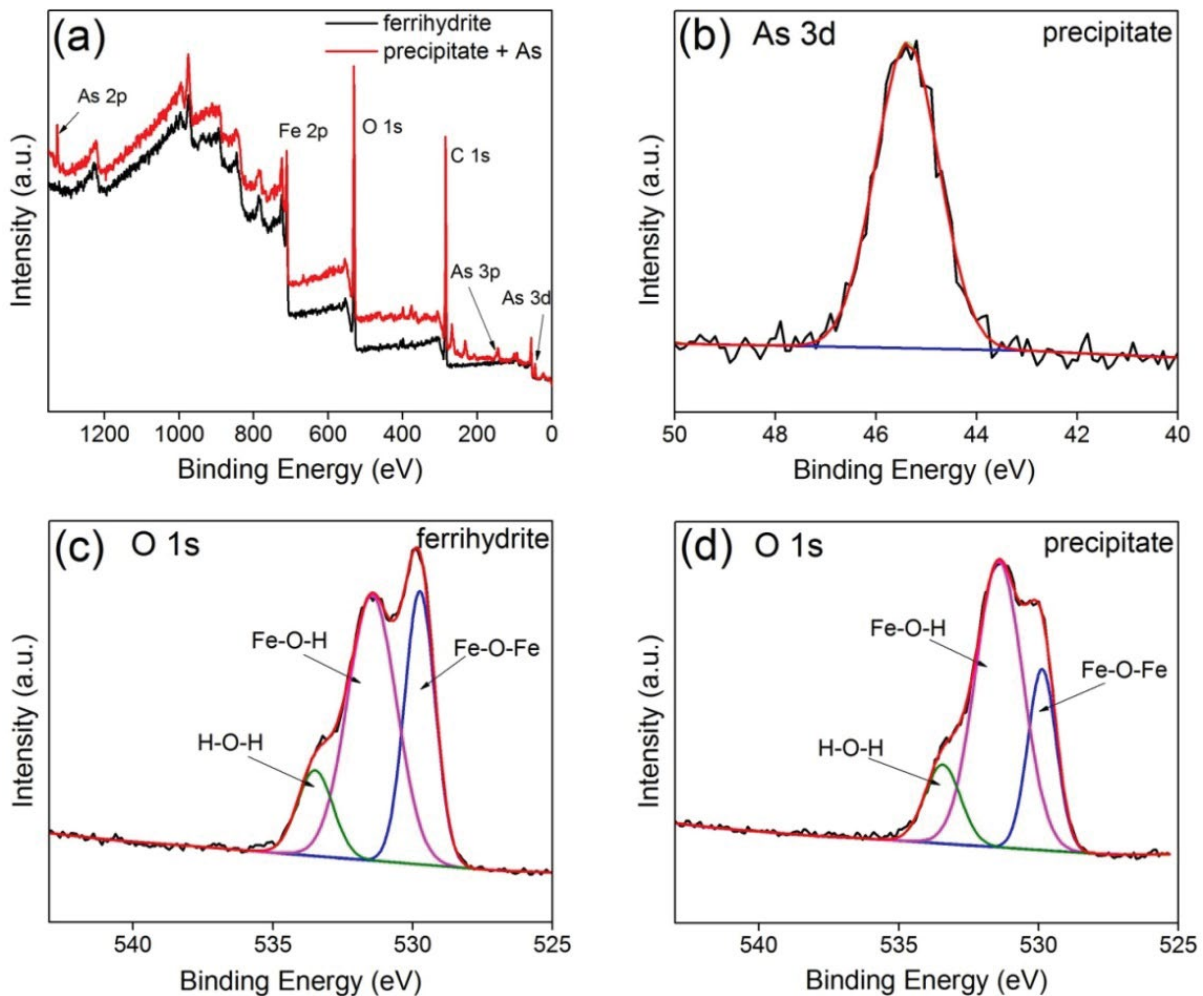 (a)
ferrihydrite
precipitate + As
As 2p
Fe 2p
O 1s
C 1s
As 3p
As 3d
Intensity (a.u.)
1200 1000 800 600 400 200 0
Binding Energy (eV)
(b) As 3d precipitate
Intensity (a.u.)
50 48 46 44 42 40
Binding Energy (eV)
(c) O 1s ferrihydrite
Fe-O-H
Fe-O-Fe
H-O-H
Intensity (a.u.)
540 535 530 525
Binding Energy (eV)
(d) O 1s precipitate
Fe-O-H
Fe-O-Fe
H-O-H
Intensity (a.u.)
540 535 530 525
Binding Energy (eV)